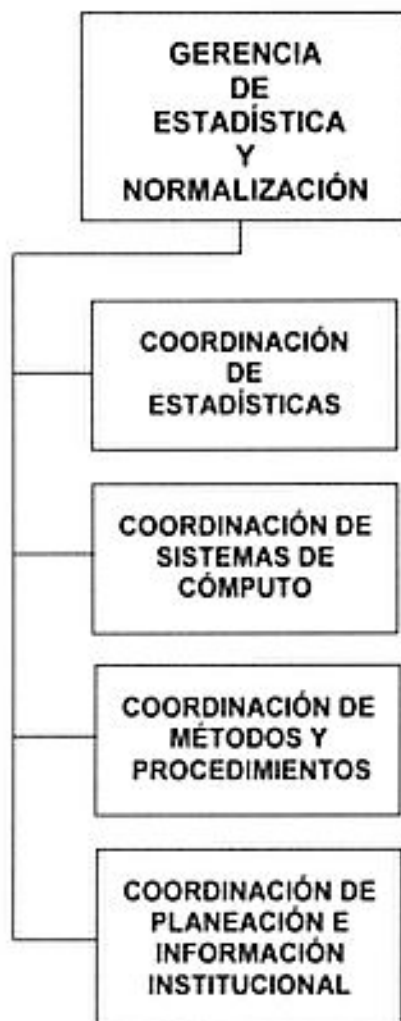 GERENCIA
DE
ESTADÍSTICA
Y
NORMALIZACIÓN
COORDINACIÓN
DE
ESTADÍSTICAS
COORDINACIÓN DE
SISTEMAS DE
CÓMPUTO
COORDINACIÓN DE
MÉTODOS Y
PROCEDIMIENTOS
COORDINACIÓN DE
PLANEACIÓN E
INFORMACIÓN
INSTITUCIONAL